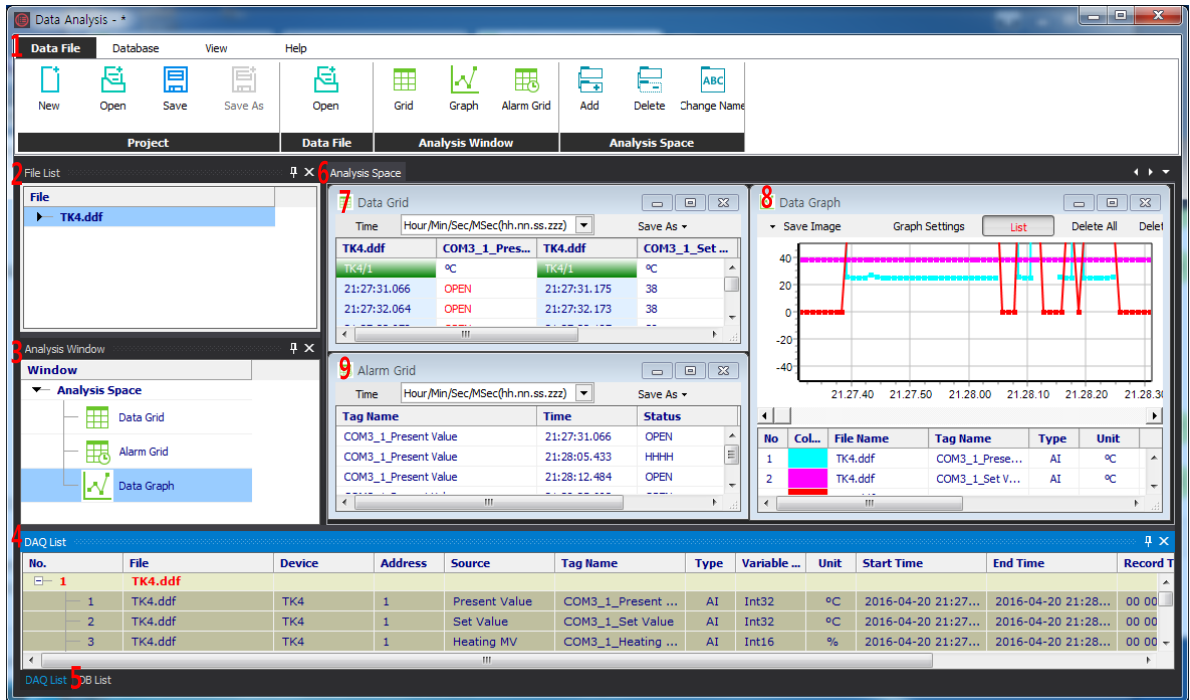 Data Analysis - *
1 Data File Database View Help
New Open Save Save As Open Grid Graph Alarm Grid Add Delete Change Name
ABC
Project Data File Analysis Window Analysis Space
2 File List
File
TK4.ddf
3 Analysis Window
Window
Analysis Space
Data Grid
Alarm Grid
Data Graph
6 Analysis Space
7 Data Grid
Time Hour/Min/Sec/MSec(hh.nn.ss.zzz) Save As
TK4.ddf COM3_1_Pres... TK4.ddf COM3_1_Set ...
TK4/1 ºC TK4/1 ºC
21:27:31.066 OPEN 21:27:31.175 38
21:27:32.064 OPEN 21:27:32.173 38
9 Alarm Grid
Time Hour/Min/Sec/MSec(hh.nn.ss.zzz) Save As
Tag Name Time Status
COM3_1_Present Value 21:27:31.066 OPEN
COM3_1_Present Value 21:28:05.433 HHHH
COM3_1_Present Value 21:28:12.484 OPEN
8 Data Graph
Save Image Graph Settings List Delete All Delet
40
20
0
-20
-40
21.27.40 21.27.50 21.28.00 21.28.10 21.28.20 21.28.30
No Col... File Name Tag Name Type Unit
1 TK4.ddf COM3_1_Prese... AI ºC
2 TK4.ddf COM3_1_Set V... AI ºC
4 DAQ List
No. File Device Address Source Tag Name Type Variable ... Unit Start Time End Time Record T
1 TK4.ddf
1 TK4.ddf TK4 1 Present Value COM3_1_Present ... AI Int32 ºC 2016-04-20 21:27... 2016-04-20 21:28... 00 00
2 TK4.ddf TK4 1 Set Value COM3_1_Set Value AI Int32 ºC 2016-04-20 21:27... 2016-04-20 21:28... 00 00
3 TK4.ddf TK4 1 Heating MV COM3_1_Heating ... AI Int16 % 2016-04-20 21:27... 2016-04-20 21:28... 00 00
DAQ List 5 DB List